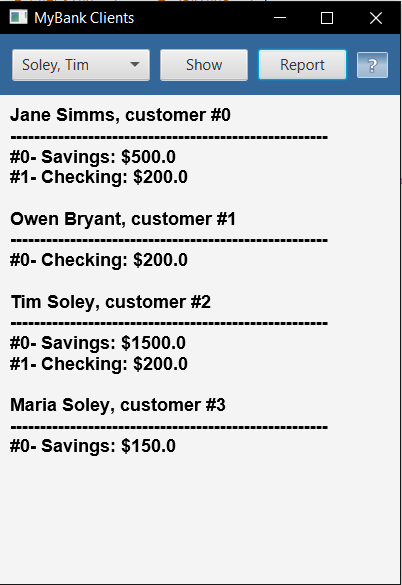 MyBank Clients
Soley, Tim Show Report ?
Jane Simms, customer #0
-----------------------------------------------------
#0- Savings: $500.0
#1- Checking: $200.0
Owen Bryant, customer #1
-----------------------------------------------------
#0- Checking: $200.0
Tim Soley, customer #2
-----------------------------------------------------
#0- Savings: $1500.0
#1- Checking: $200.0
Maria Soley, customer #3
-----------------------------------------------------
#0- Savings: $150.0